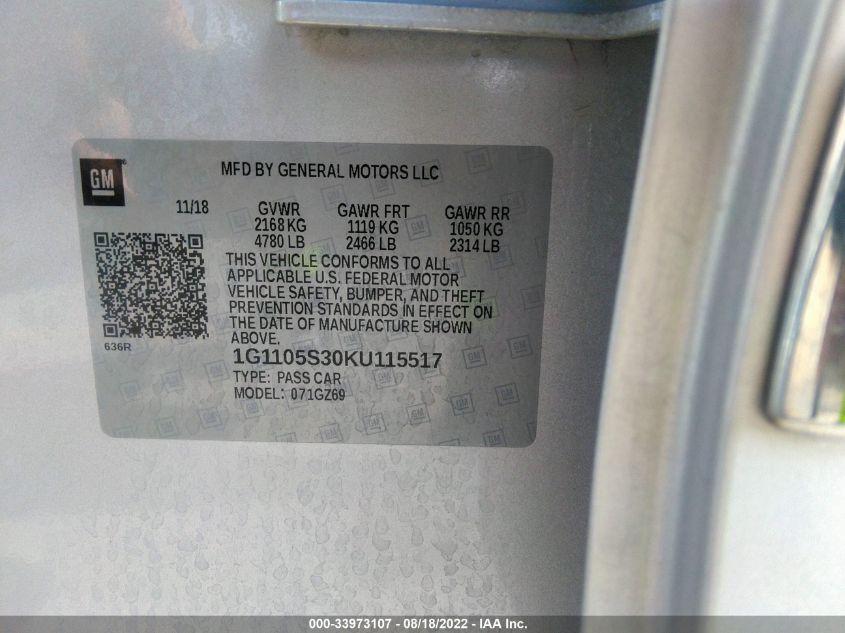 GM
MFD BY GENERAL MOTORS LLC
11/18 GVWR GAWR FRT GAWR RR
2168 KG 1119 KG 1050 KG
4780 LB 2466 LB 2314 LB
THIS VEHICLE CONFORMS TO ALL
APPLICABLE U.S. FEDERAL MOTOR
VEHICLE SAFETY, BUMPER, AND THEFT
PREVENTION STANDARDS IN EFFECT ON
THE DATE OF MANUFACTURE SHOWN
ABOVE.
636R
1G1105S30KU115517
TYPE: PASS CAR
MODEL: 071GZ69
000-33973107 - 08/18/2022 - IAA Inc.